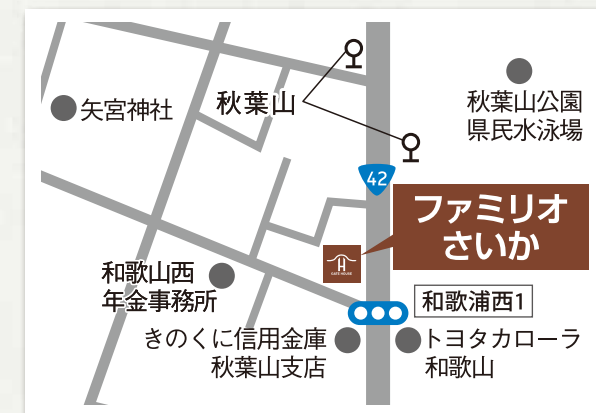 秋葉山公園
県民水泳場
矢宮神社
秋葉山
42
ファミリオ
さいか
H
GATE HOUSE
和歌山西
年金事務所
和歌浦西1
きのくに信用金庫
秋葉山支店
トヨタカローラ
和歌山